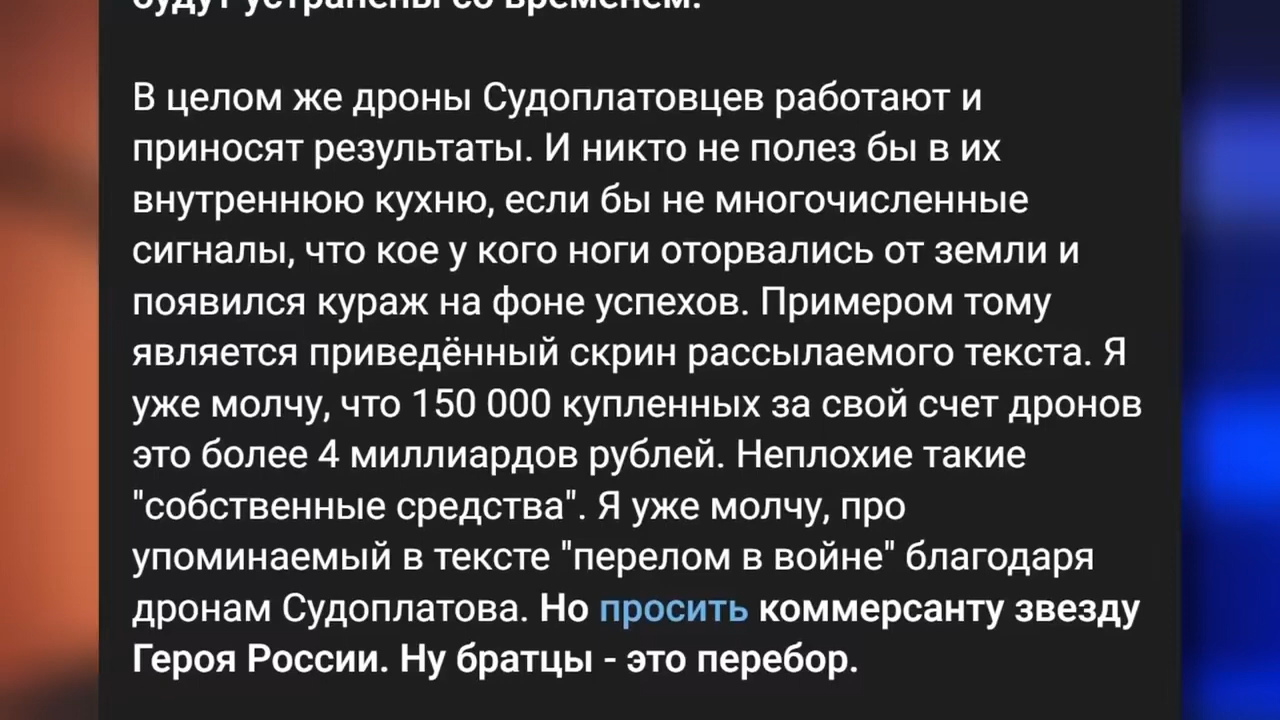 будут устранены со временем.
В целом же дроны Судоплатовцев работают и
приносят результаты. И никто не полез бы в их
внутреннюю кухню, если бы не многочисленные
сигналы, что кое у кого ноги оторвались от земли и
появился кураж на фоне успехов. Примером тому
является приведённый скрин рассылаемого текста. Я
уже молчу, что 150 000 купленных за свой счет дронов
это более 4 миллиардов рублей. Неплохие такие
"собственные средства". Я уже молчу, про
упоминаемый в тексте "перелом в войне" благодаря
дронам Судоплатова. Но просить коммерсанту звезду
Героя России. Ну братцы - это перебор.